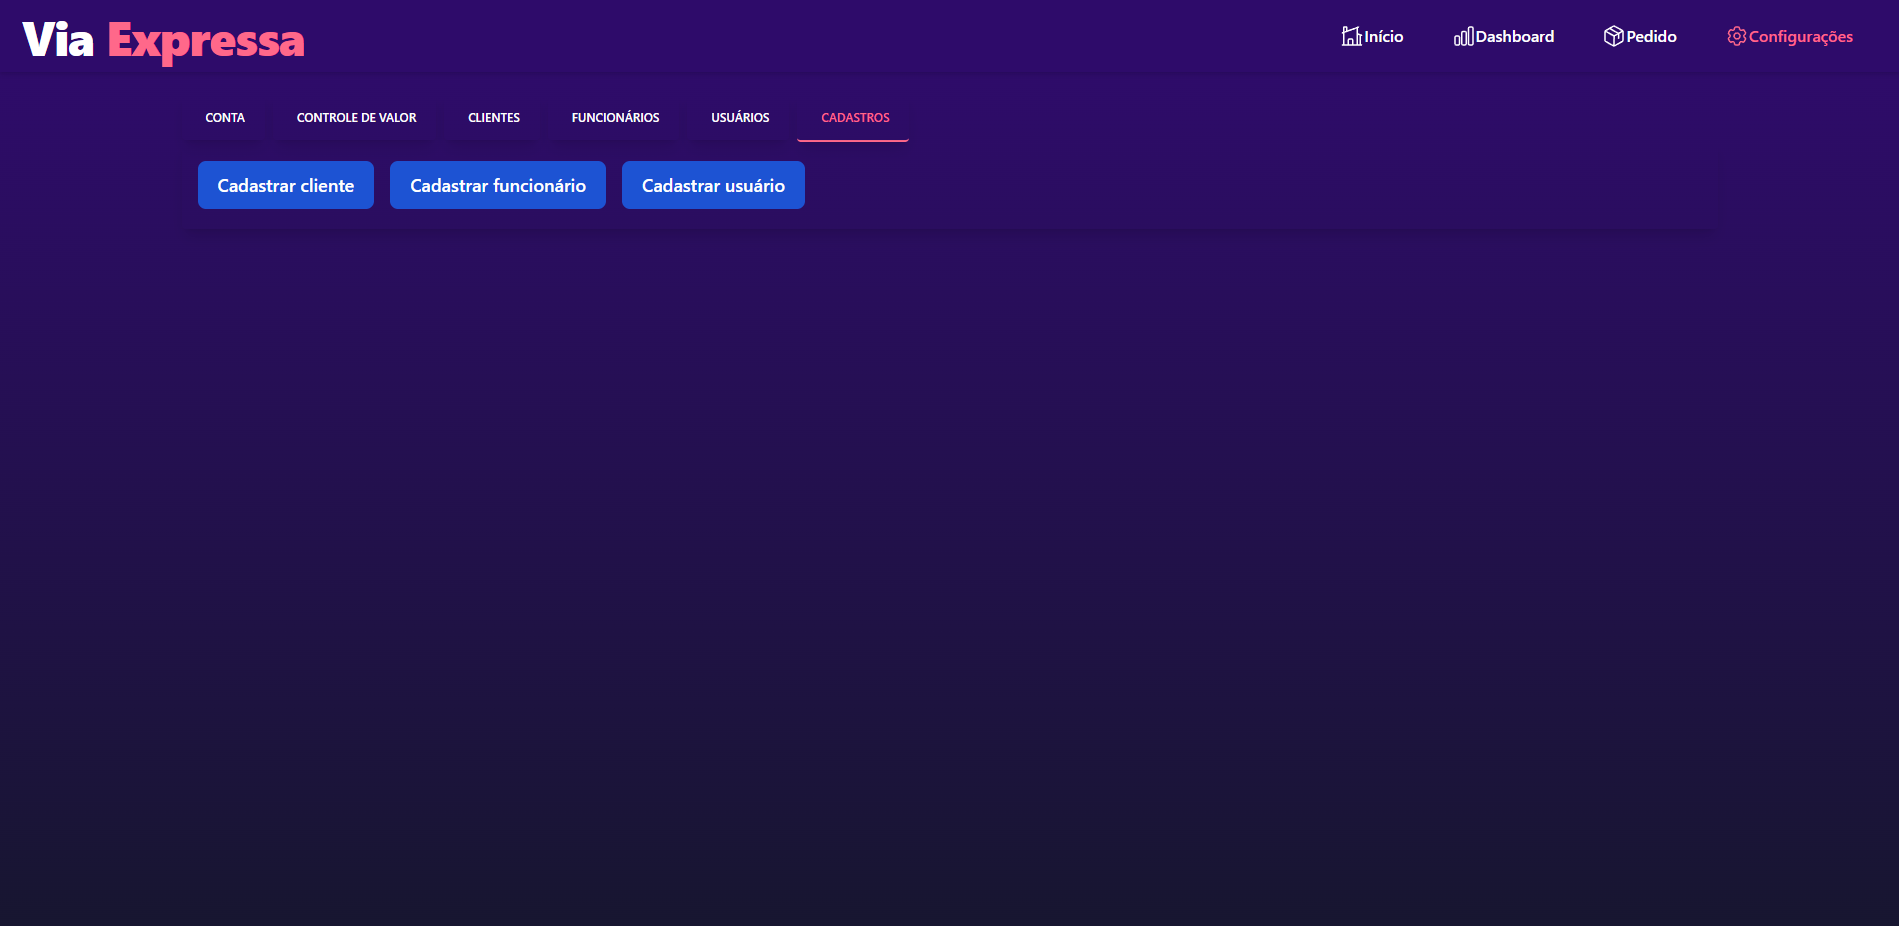 Via Expressa
Início Dashboard Pedido Configurações
CONTA CONTROLE DE VALOR CLIENTES FUNCIONÁRIOS USUÁRIOS CADASTROS
Cadastrar cliente Cadastrar funcionário Cadastrar usuário